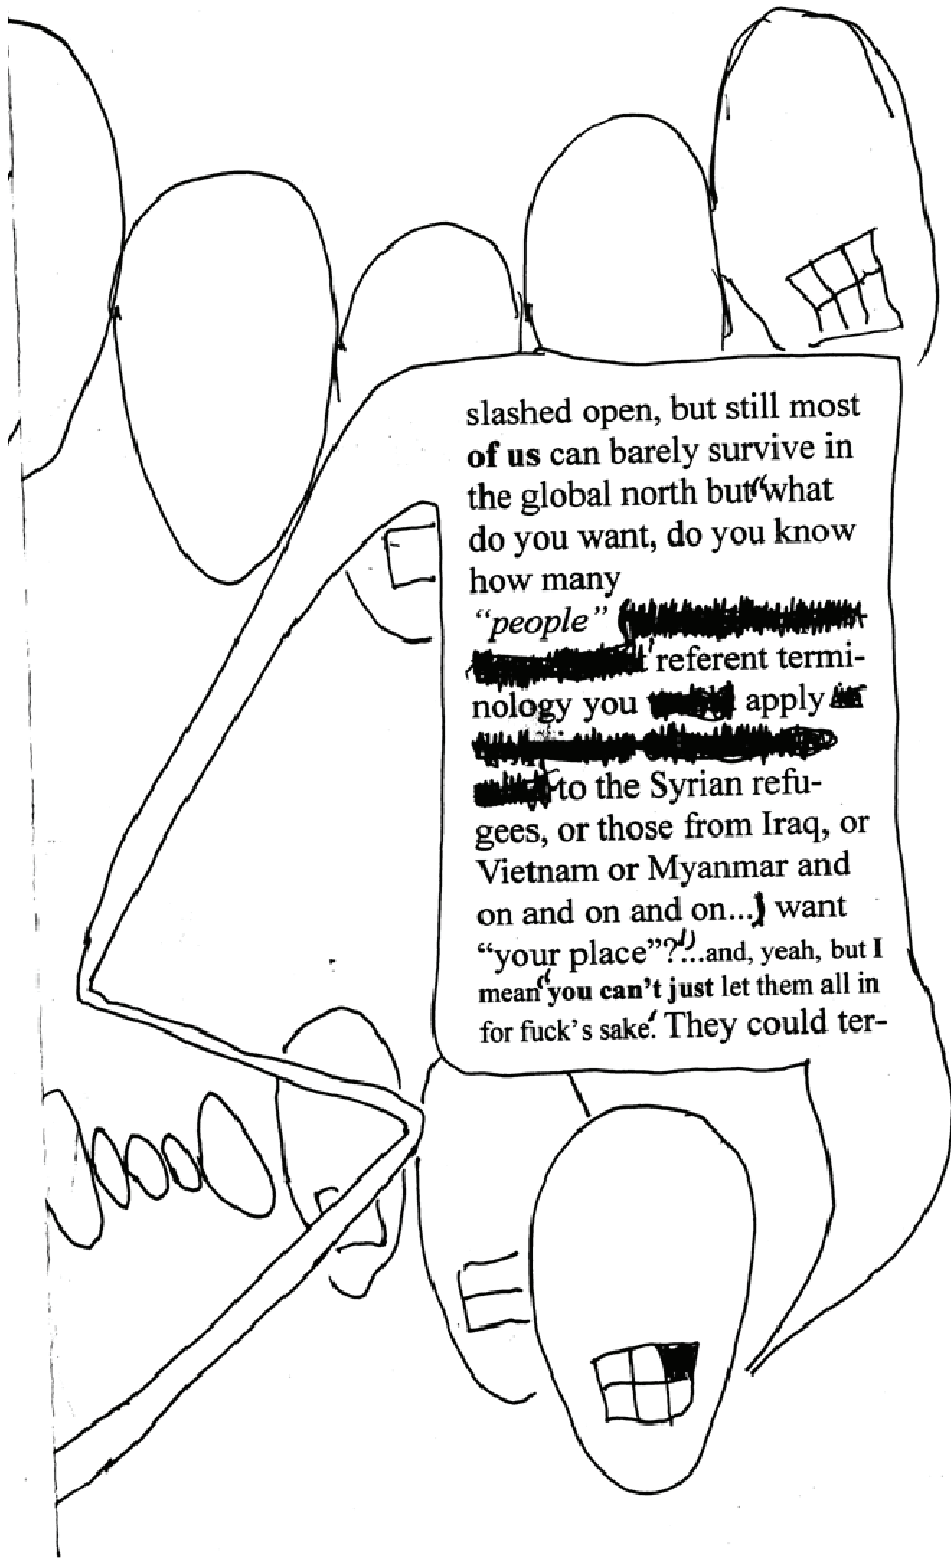 slashed open, but still most
of us can barely survive in
the global north but “what
do you want, do you know
how many
“people”
referent termi-
nology you apply
to the Syrian refu-
gees, or those from Iraq, or
Vietnam or Myanmar and
on and on and on... want
“your place”?”...and, yeah, but I
mean “you can’t just let them all in
for fuck’s sake.’ They could ter-